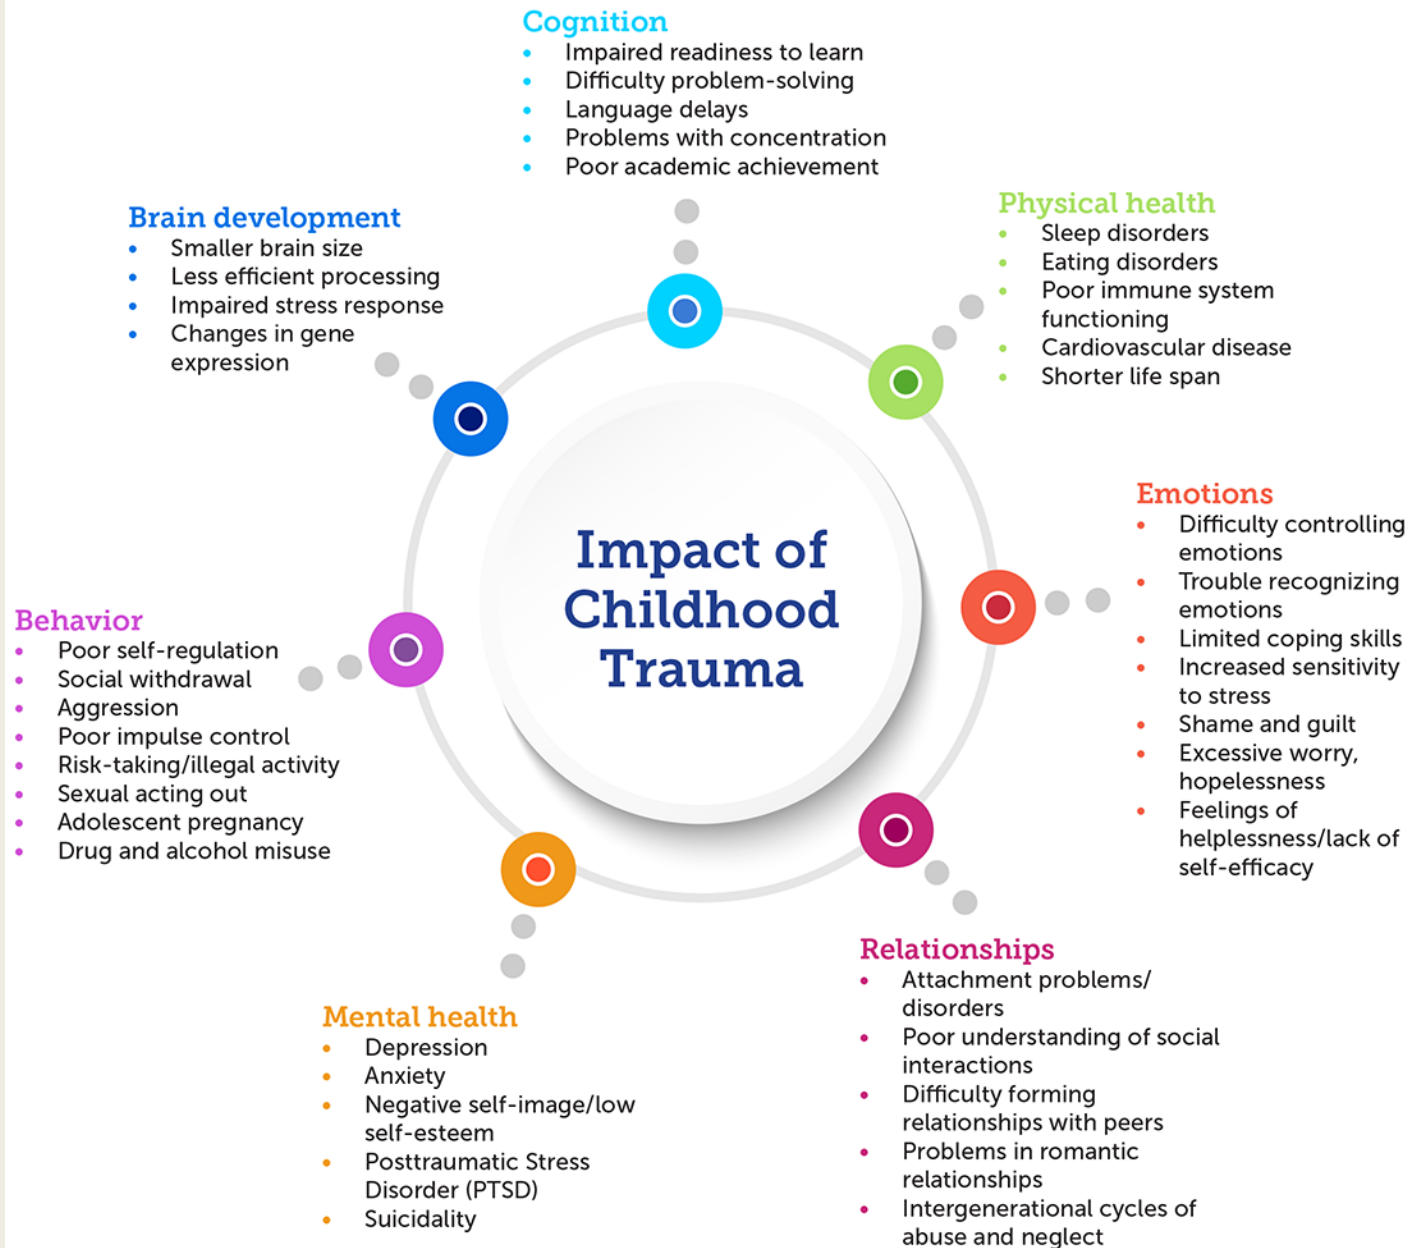 Cognition
• Impaired readiness to learn
• Difficulty problem-solving
• Language delays
• Problems with concentration
• Poor academic achievement
Physical health
• Sleep disorders
• Eating disorders
• Poor immune system
functioning
• Cardiovascular disease
• Shorter life span
Emotions
• Difficulty controlling
emotions
• Trouble recognizing
emotions
• Limited coping skills
• Increased sensitivity
to stress
• Shame and guilt
• Excessive worry,
hopelessness
• Feelings of
helplessness/lack of
self-efficacy
Relationships
• Attachment problems/
disorders
• Poor understanding of social
interactions
• Difficulty forming
relationships with peers
• Problems in romantic
relationships
• Intergenerational cycles of
abuse and neglect
Mental health
• Depression
• Anxiety
• Negative self-image/low
self-esteem
• Posttraumatic Stress
Disorder (PTSD)
• Suicidality
Behavior
• Poor self-regulation
• Social withdrawal
• Aggression
• Poor impulse control
• Risk-taking/illegal activity
• Sexual acting out
• Adolescent pregnancy
• Drug and alcohol misuse
Brain development
• Smaller brain size
• Less efficient processing
• Impaired stress response
• Changes in gene
expression
Impact of
Childhood
Trauma